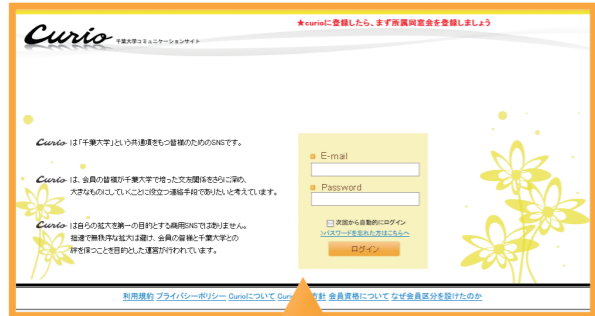 ★curioに登録したら、まず所属同窓会を登録しましょう
Curio 千葉大学コミュニケーションサイト
Curio は「千葉大学」という共通項をもつ皆様のためのSNSです。
Curio は、会員の皆様が千葉大学で培った交友関係をさらに深め、
大きなものにしていくことに役立つ連絡手段でありたいと考えています。
Curio は自らの拡大を第一の目的とする商用SNSではありません。
拙速で無秩序な拡大は避け、会員の皆様と千葉大学との
絆を保つことを目的とした運営が行われています。
E-mail
Password
次回から自動的にログイン
>パスワードを忘れた方はこちらへ
ログイン
利用規約 プライバシーポリシー Curioについて Curi 方針 会員資格について なぜ会員区分を設けたのか